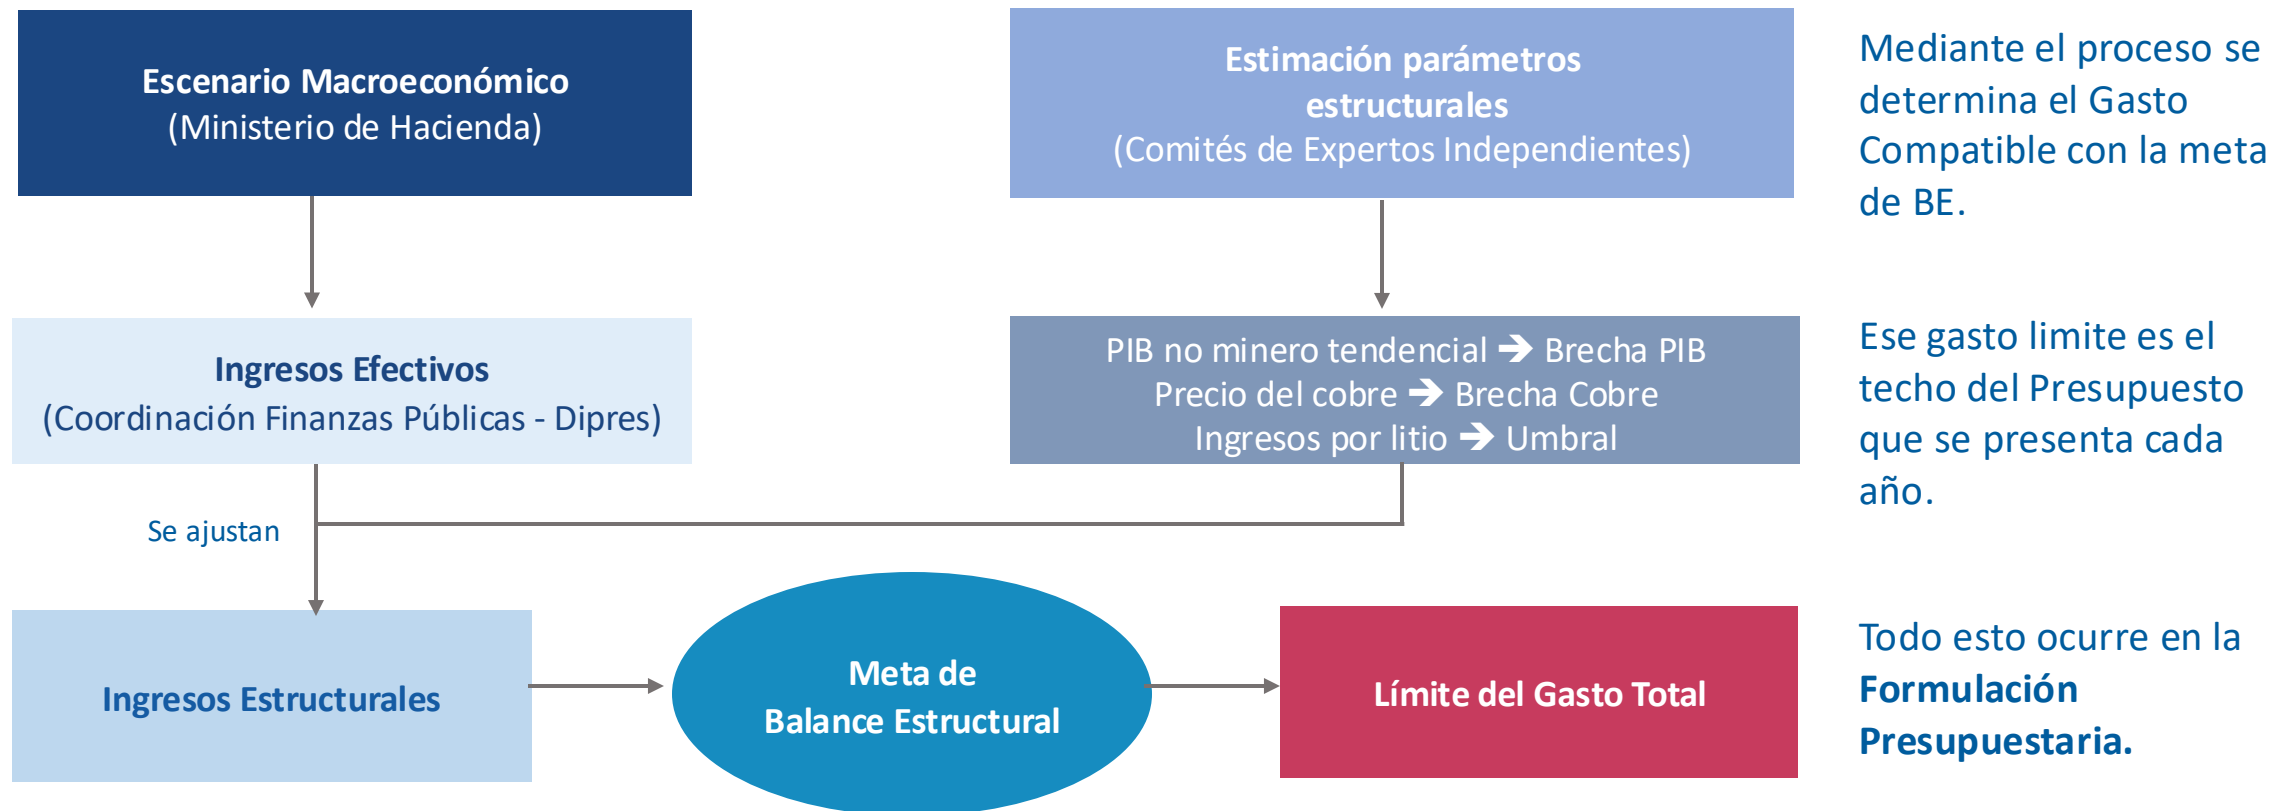 Escenario Macroeconómico
(Ministerio de Hacienda)
Estimación parámetros
estructurales
(Comités de Expertos Independientes)
Mediante el proceso se
determina el Gasto
Compatible con la meta
de BE.
Ingresos Efectivos
(Coordinación Finanzas Públicas - Dipres)
PIB no minero tendencial ➔ Brecha PIB
Precio del cobre ➔ Brecha Cobre
Ingresos por litio ➔ Umbral
Ese gasto limite es el
techo del Presupuesto
que se presenta cada
año.
Se ajustan
Ingresos Estructurales
Meta de
Balance Estructural
Límite del Gasto Total
Todo esto ocurre en la
Formulación
Presupuestaria.